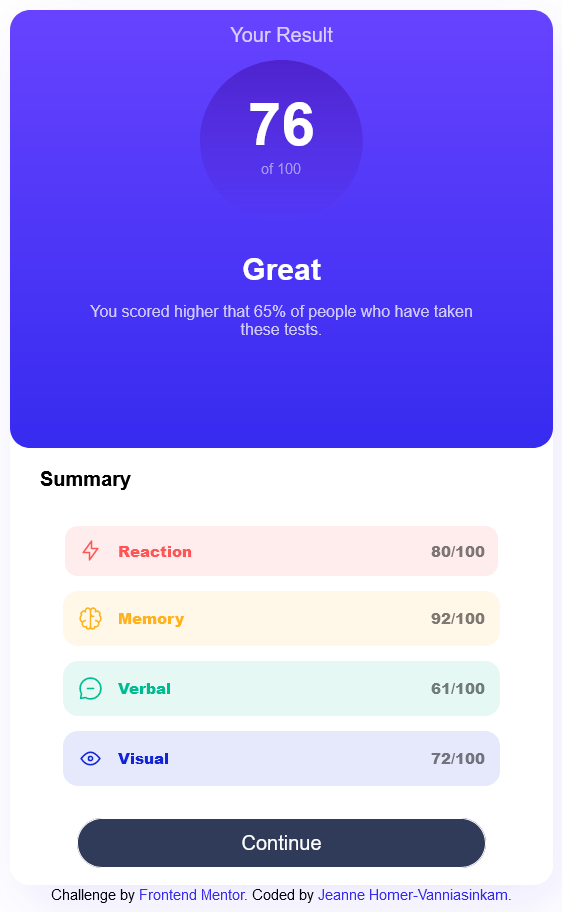 Your Result
76
of 100
Great
You scored higher that 65% of people who have taken
these tests.
Summary
Reaction 80/100
Memory 92/100
Verbal 61/100
Visual 72/100
Continue
Challenge by Frontend Mentor. Coded by Jeanne Homer-Vanniasinkam.